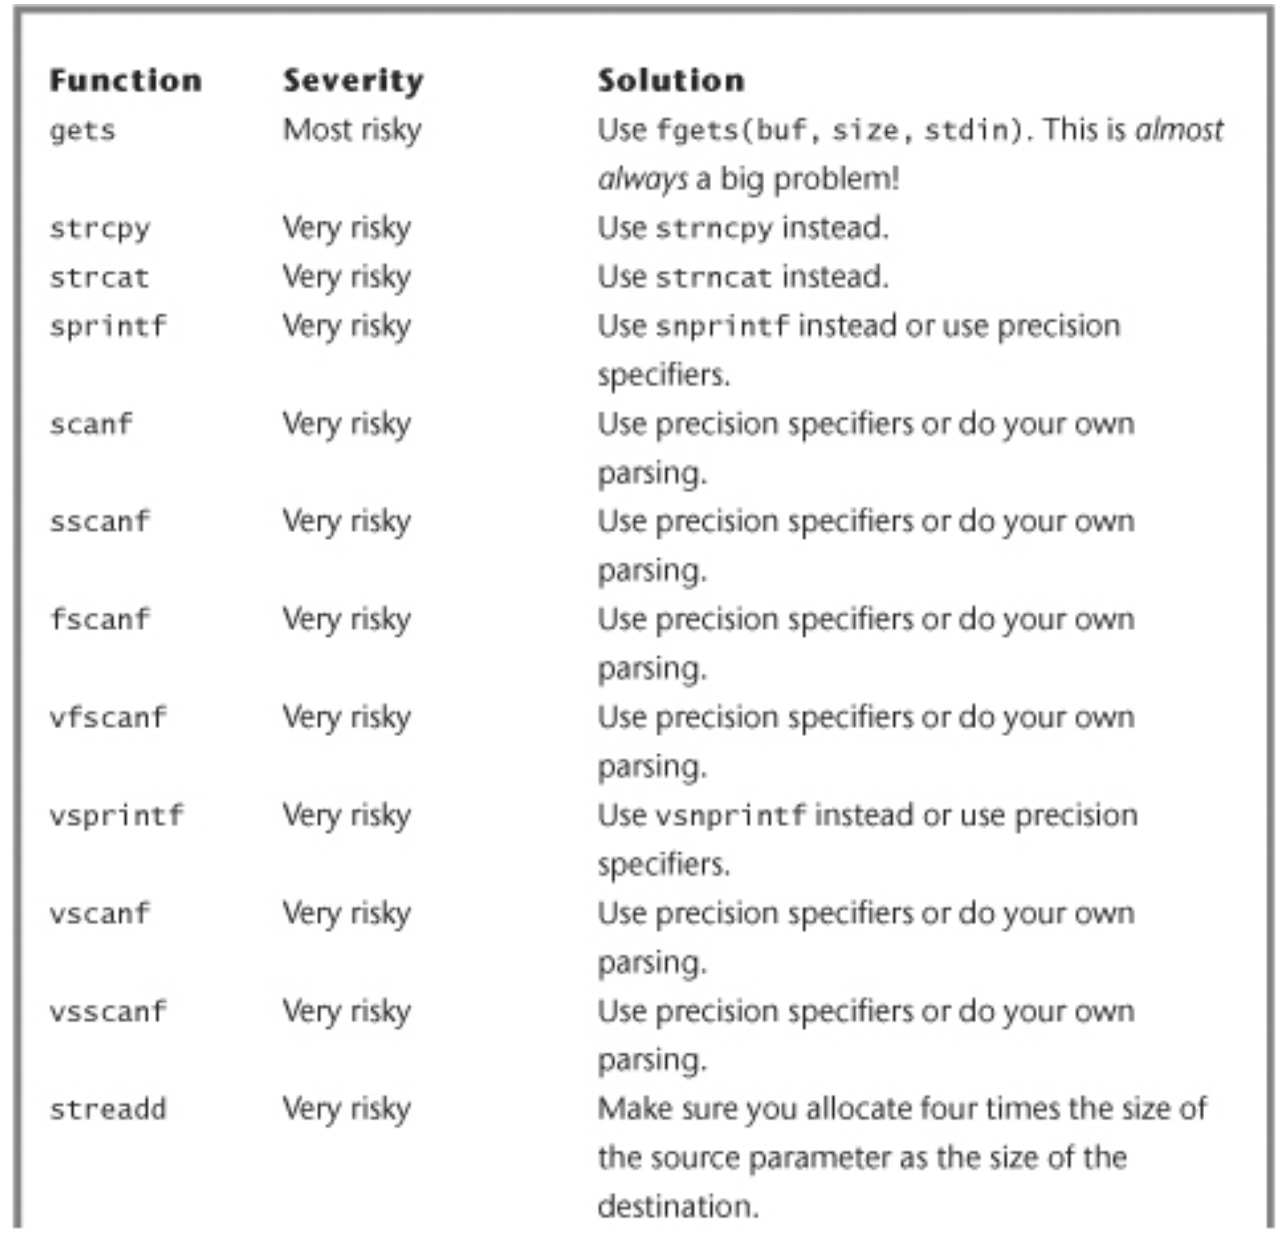 Function Severity Solution
gets Most risky Use fgets(buf, size, stdin). This is almost
always a big problem!
strcpy Very risky Use strncpy instead.
strcat Very risky Use strncat instead.
sprintf Very risky Use snprintf instead or use precision
specifiers.
scanf Very risky Use precision specifiers or do your own
parsing.
sscanf Very risky Use precision specifiers or do your own
parsing.
fscanf Very risky Use precision specifiers or do your own
parsing.
vfscanf Very risky Use precision specifiers or do your own
parsing.
vsprintf Very risky Use vsnprintf instead or use precision
specifiers.
vscanf Very risky Use precision specifiers or do your own
parsing.
vsscanf Very risky Use precision specifiers or do your own
parsing.
streadd Very risky Make sure you allocate four times the size of
the source parameter as the size of the
destination.